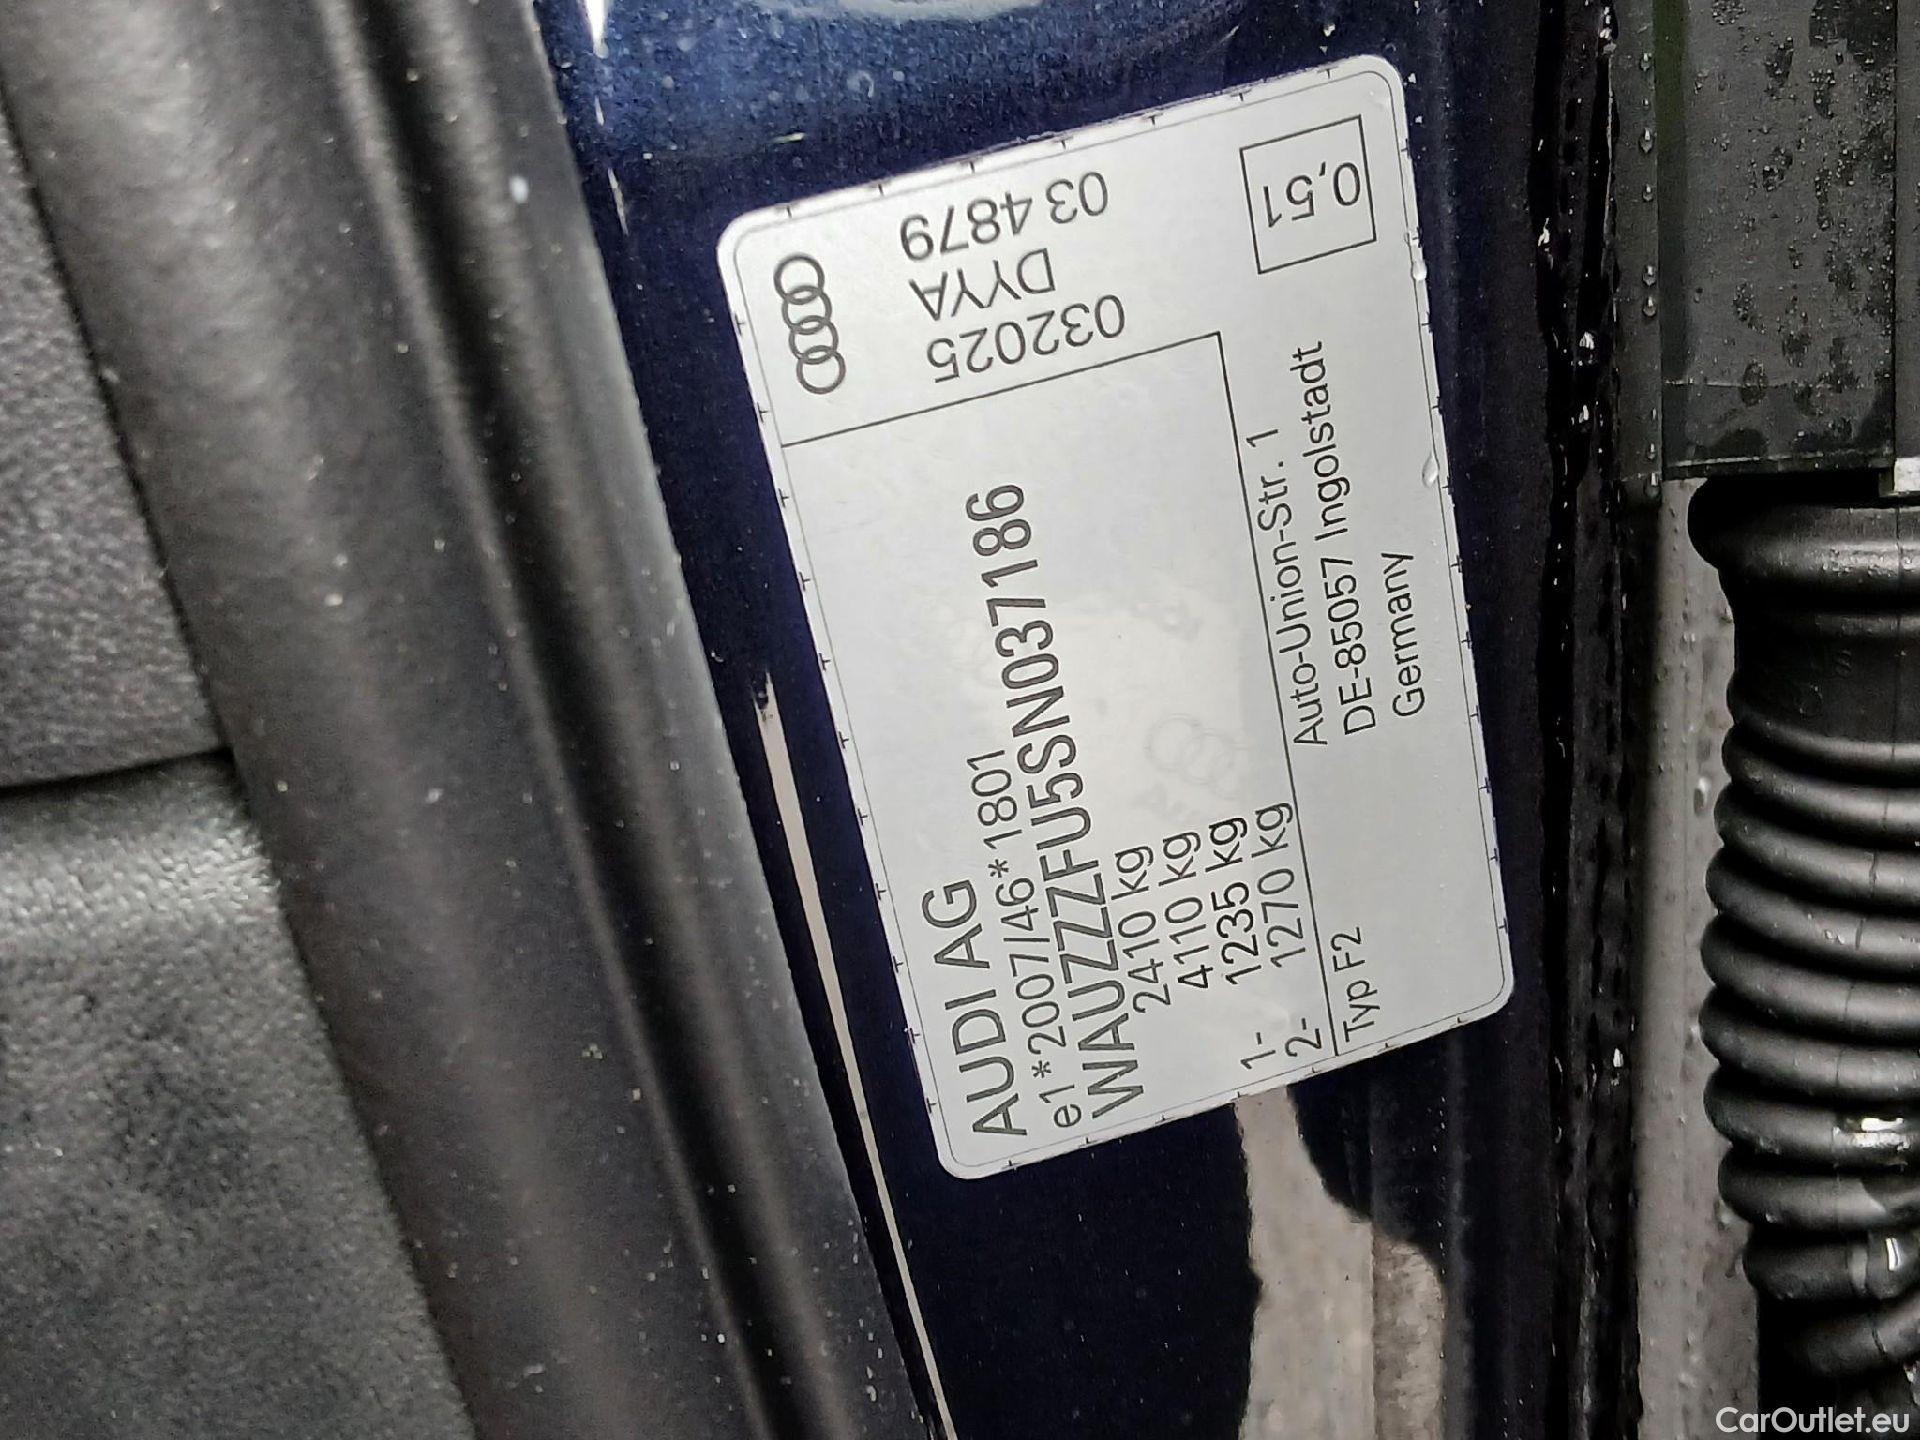 AUDI AG
e1*2007/46*1801
WAUZZZFU5SN037186
2410 kg
4110 kg
1- 1235 kg
2- 1270 kg
Typ F2
Auto-Union-Str. 1
DE-85057 Ingolstadt
Germany
032025
DYYA
03 4879
0,51
CarOutlet.eu